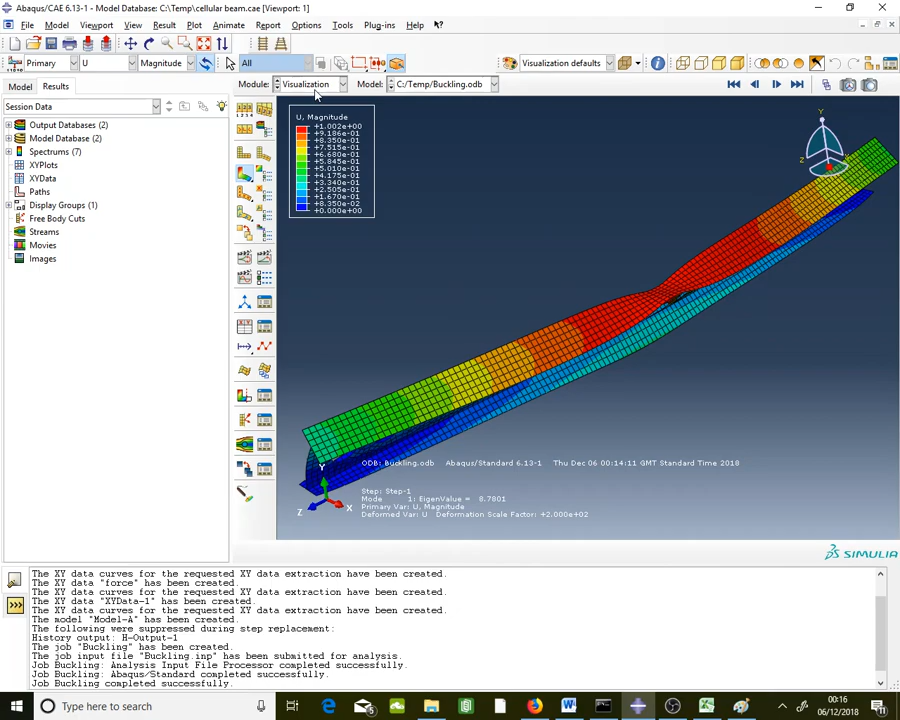 Abaqus/CAE 6.13-1 - Model Database: C:\Temp\cellular beam.cae [Viewport: 1]
File Model Viewport View Result Plot Animate Report Options Tools Plug-ins Help
Primary U Magnitude All Visualization defaults
Module: Visualization Model: C:/Temp/Buckling.odb
Model Results
Session Data
Output Databases (2)
Model Database (2)
Spectrums (7)
XYPlots
XYData
Paths
Display Groups (1)
Free Body Cuts
Streams
Movies
Images
U, Magnitude
+1.002e+00
+9.186e-01
+8.350e-01
+7.515e-01
+6.680e-01
+5.845e-01
+5.010e-01
+4.175e-01
+3.340e-01
+2.505e-01
+1.670e-01
+8.350e-02
+0.000e+00
Y
Z
Y
Z
X
ODB: Buckling.odb Abaqus/Standard 6.13-1 Thu Dec 06 00:14:11 GMT Standard Time 2018
Step: Step-1
Mode 1: EigenValue = 8.7801
Primary Var: U, Magnitude
Deformed Var: U Deformation Scale Factor: +2.000e+02
SIMULIA
The XY data curves for the requested XY data extraction have been created.
The XY data "force" has been created.
The XY data curves for the requested XY data extraction have been created.
The XY data "XYData-1" has been created.
The XY data curves for the requested XY data extraction have been created.
The model "Model-A" has been created.
The following were suppressed during step replacement:
History output: H-Output-1
The job "Buckling" has been created.
The job input file "Buckling.inp" has been submitted for analysis.
Job Buckling: Analysis Input File Processor completed successfully.
Job Buckling: Abaqus/Standard completed successfully.
Job Buckling completed successfully.
Type here to search
00:16
06/12/2018